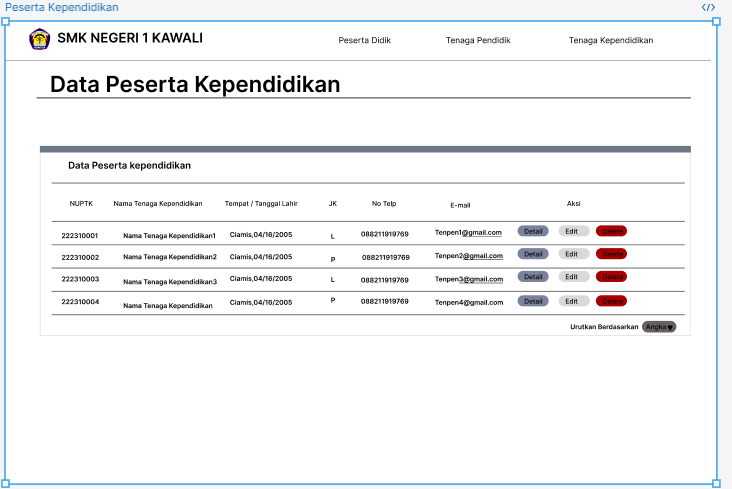 Peserta Kependidikan
SMK NEGERI 1 KAWALI Peserta Didik Tenaga Pendidik Tenaga Kependidikan
Data Peserta Kependidikan
Data Peserta kependidikan
NUPTK Nama Tenaga Kependidikan Tempat / Tanggal Lahir JK No Telp E-mail Aksi
222310001 Nama Tenaga Kependidikan1 Ciamis,04/16/2005 L 088211919769 Tenpen1@gmail.com Detail Edit Delete
222310002 Nama Tenaga Kependidikan2 Ciamis,04/16/2005 P 088211919769 Tenpen2@gmail.com Detail Edit Delete
222310003 Nama Tenaga Kependidikan3 Ciamis,04/16/2005 L 088211919769 Tenpen3@gmail.com Detail Edit Delete
222310004 Nama Tenaga Kependidikan Ciamis,04/16/2005 P 088211919769 Tenpen4@gmail.com Detail Edit Delete
Urutkan Berdasarkan Angka